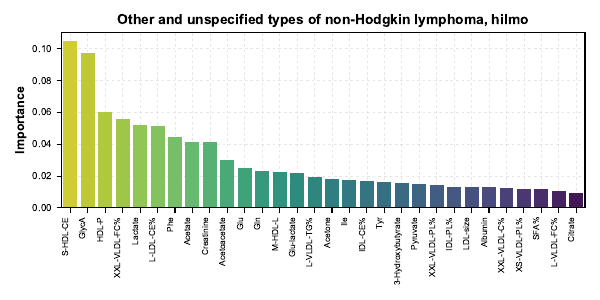 Other and unspecified types of non-Hodgkin lymphoma, hilmo
Importance
0.10
0.08
0.06
0.04
0.02
0.00
S-HDL-CE
GlycA
HDL-P
XXL-VLDL-FC%
Lactate
L-LDL-CE%
Phe
Acetate
Creatinine
Acetoacetate
Glu
Gln
M-HDL-L
Glu-lactate
L-VLDL-TG%
Acetone
Ile
IDL-CE%
Tyr
3-Hydroxybutyrate
Pyruvate
XXL-VLDL-PL%
IDL-PL%
LDL-size
Albumin
XXL-VLDL-C%
XS-VLDL-PL%
SFA%
L-VLDL-FC%
Citrate